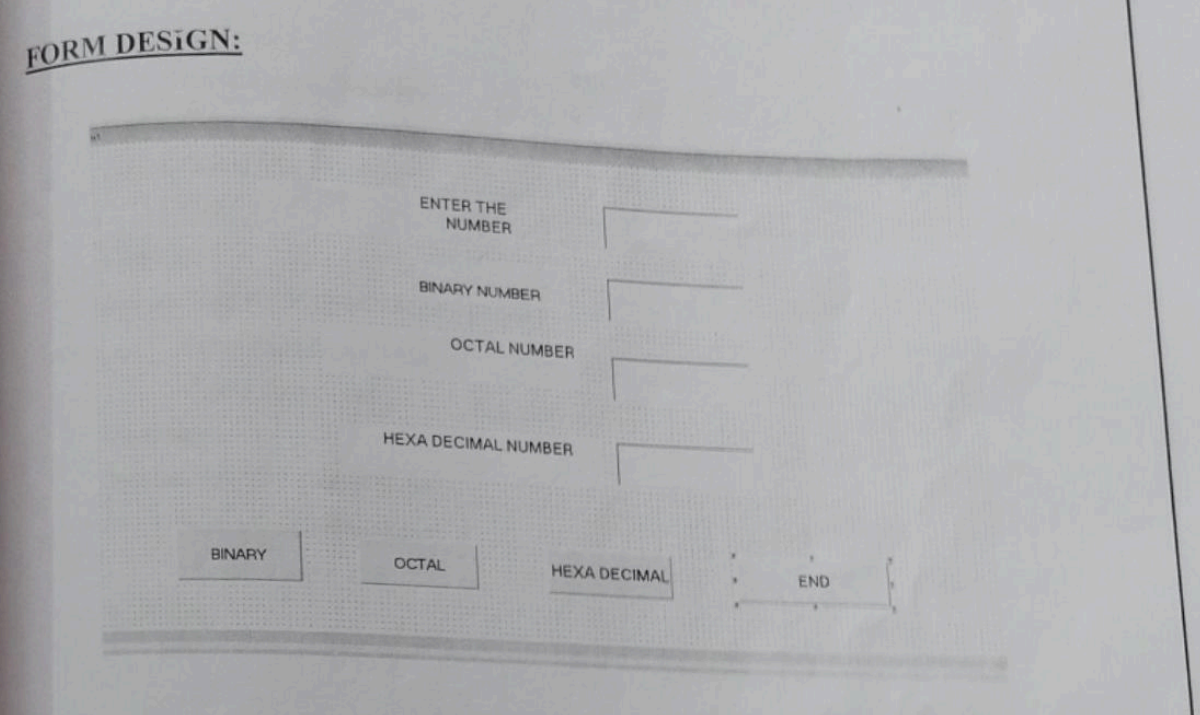 FORM DESIGN:
ENTER THE
NUMBER
BINARY NUMBER
OCTAL NUMBER
HEXA DECIMAL NUMBER
BINARY
OCTAL
HEXA DECIMAL
END